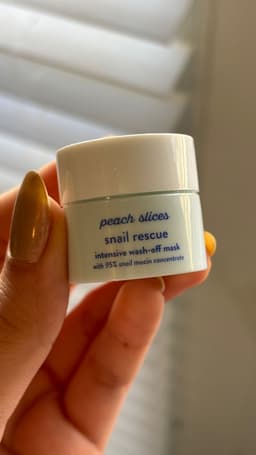 peach slices
snail rescue
intensive wash-off mask
with 95% snail mucin concentrate